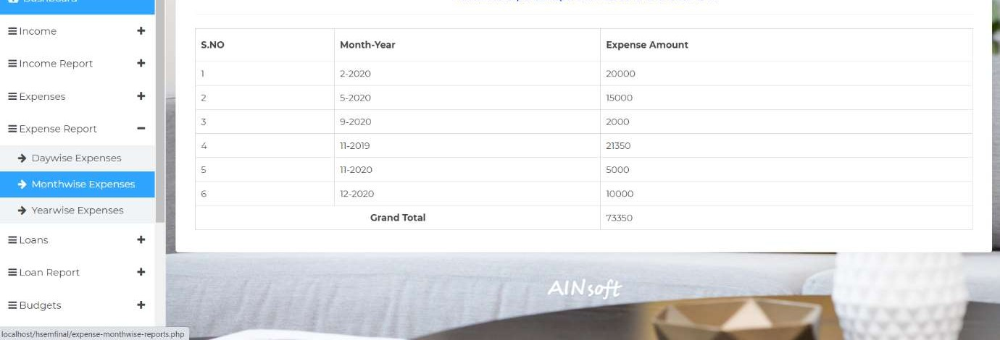 Dashboard
Income
Income Report
Expenses
Expense Report
Daywise Expenses
Monthwise Expenses
Yearwise Expenses
Loans
Loan Report
Budgets
S.NO Month-Year Expense Amount
1 2-2020 20000
2 5-2020 15000
3 9-2020 2000
4 11-2019 21350
5 11-2020 5000
6 12-2020 10000
Grand Total 73350
AINsoft
localhost/hsemfinal/expense-monthwise-reports.php